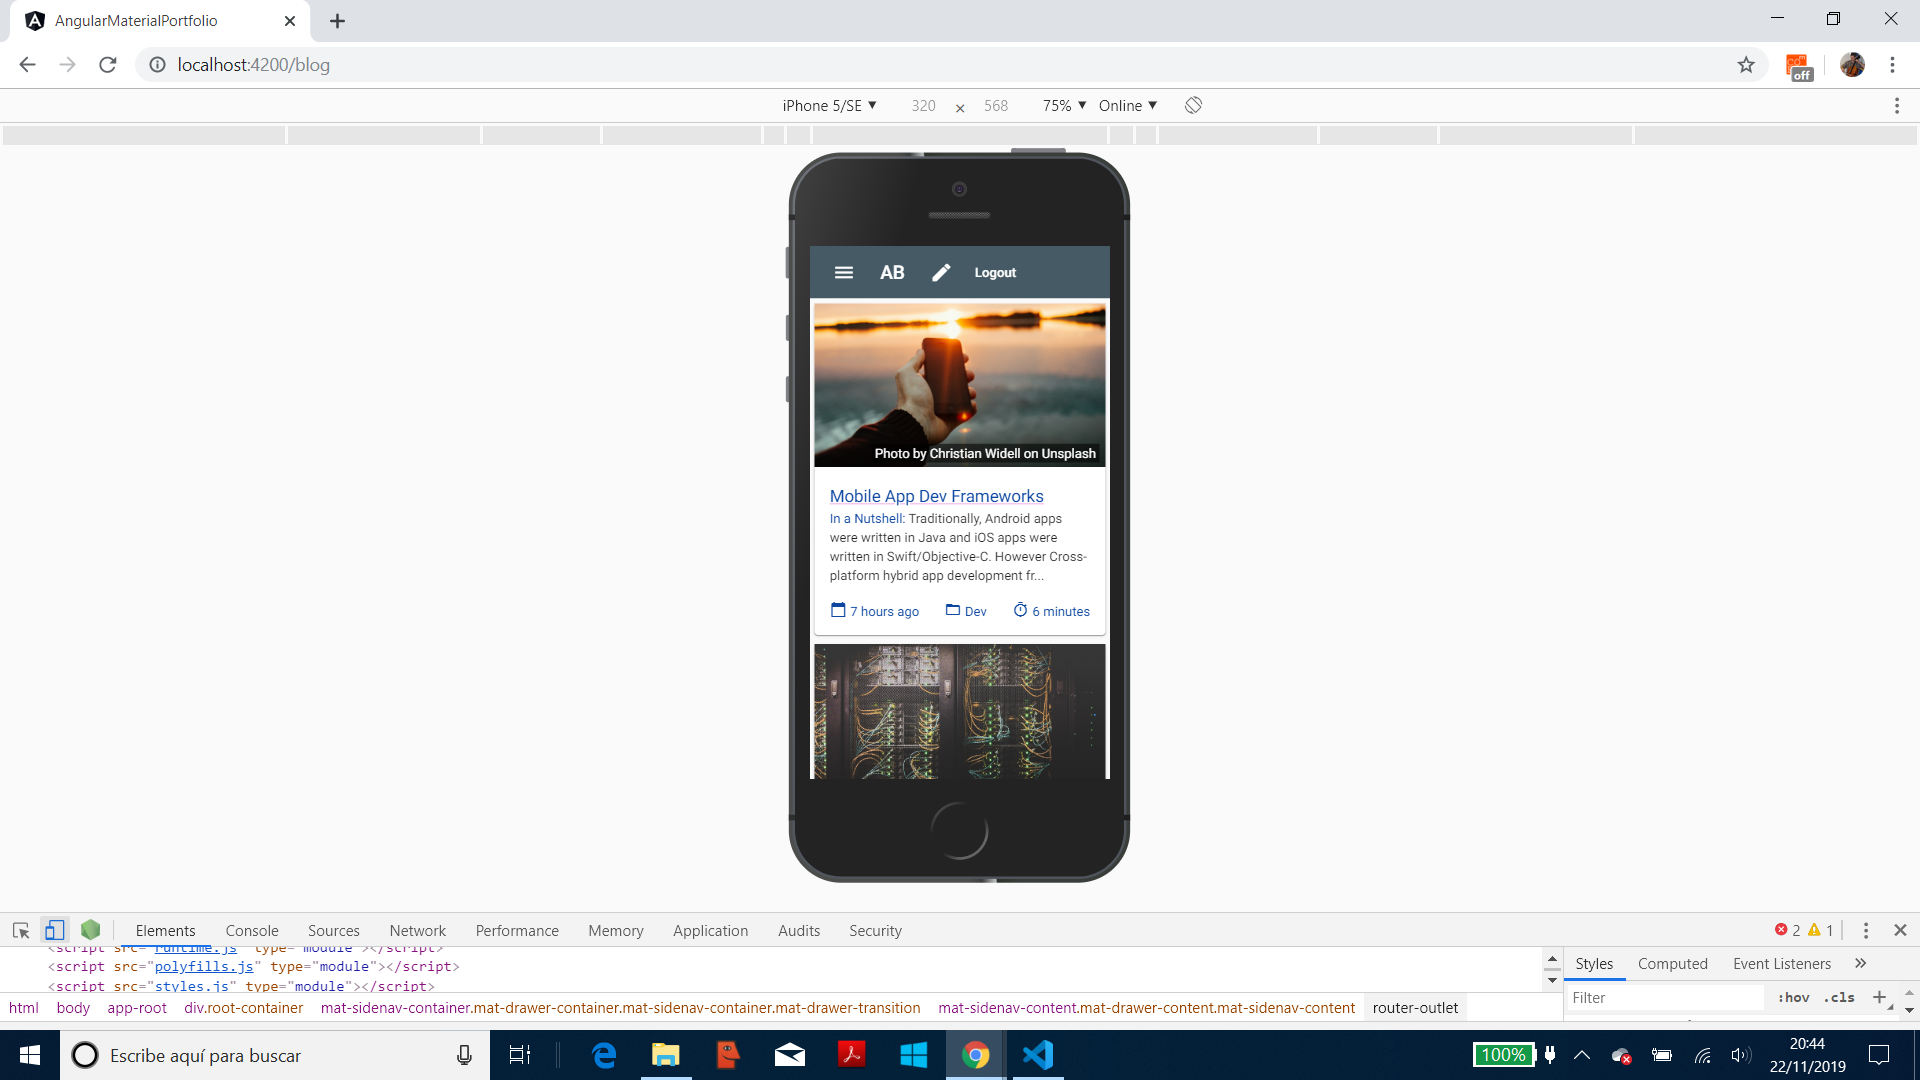 AngularMaterialPortfolio
localhost:4200/blog
off
iPhone 5/SE 320 × 568 75% Online
AB Logout
Photo by Christian Widell on Unsplash
Mobile App Dev Frameworks
In a Nutshell: Traditionally, Android apps
were written in Java and iOS apps were
written in Swift/Objective-C. However Cross-
platform hybrid app development fr...
7 hours ago Dev 6 minutes
Elements Console Sources Network Performance Memory Application Audits Security 2 1
<script src="runtime.js" type="module"></script>
<script src="polyfills.js" type="module"></script>
<script src="styles.js" type="module"></script>
Styles Computed Event Listeners »
Filter :hov .cls +
html body app-root div.root-container mat-sidenav-container.mat-drawer-container.mat-sidenav-container.mat-drawer-transition mat-sidenav-content.mat-drawer-content.mat-sidenav-content router-outlet
Escribe aquí para buscar
100%
20:44
22/11/2019